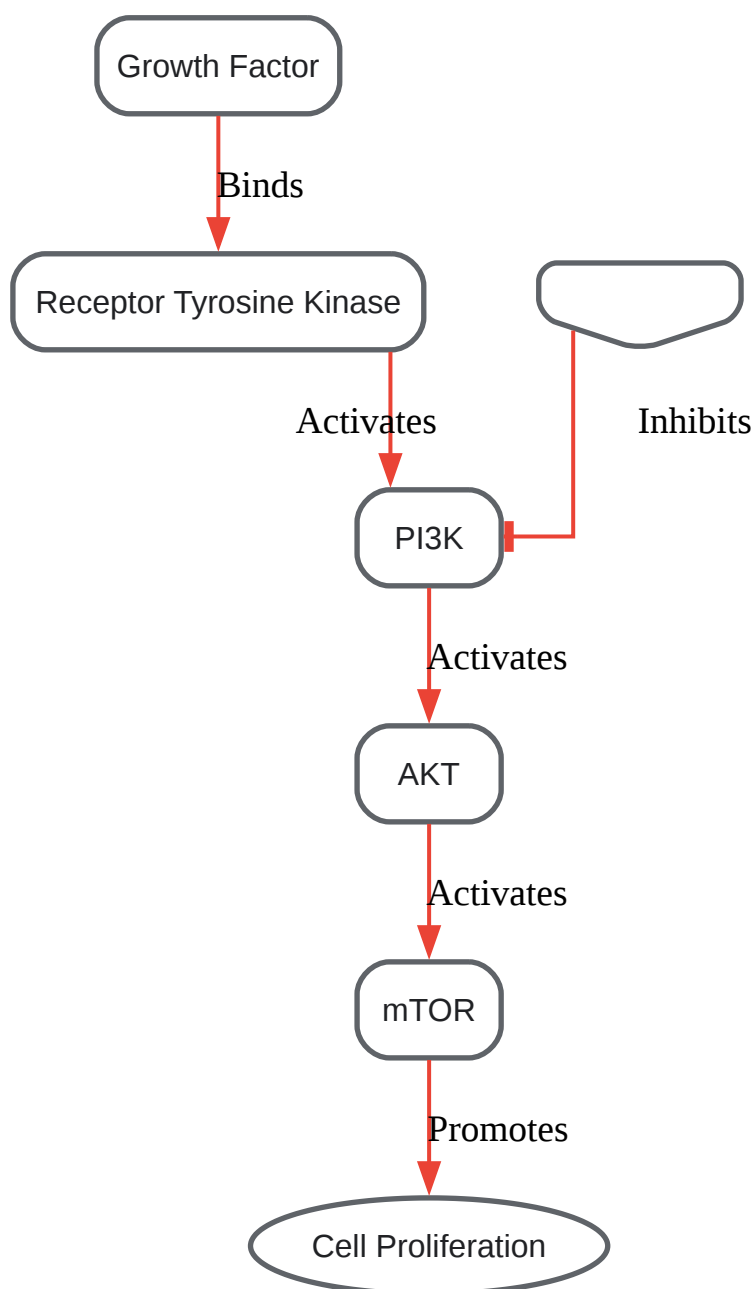 Growth Factor
Binds
Receptor Tyrosine Kinase
Activates
Inhibits
PI3K
Activates
AKT
Activates
mTOR
Promotes
Cell Proliferation